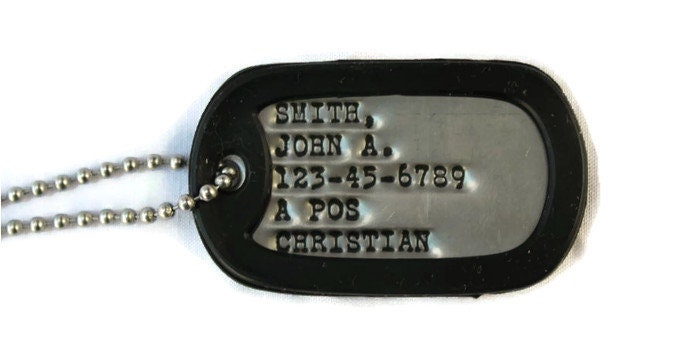 SMITH,
JOHN A.
123-45-6789
A POS
CHRISTIAN